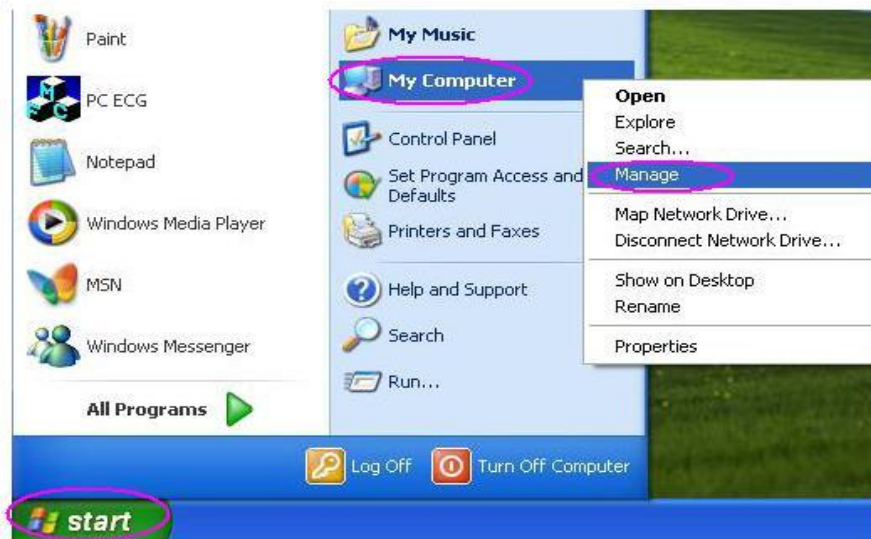 Paint
PC ECG
Notepad
Windows Media Player
MSN
Windows Messenger
All Programs
My Music
My Computer
Control Panel
Set Program Access and
Defaults
Printers and Faxes
Help and Support
Search
Run...
Open
Explore
Search...
Manage
Map Network Drive...
Disconnect Network Drive...
Show on Desktop
Rename
Properties
Log Off
Turn Off Computer
start